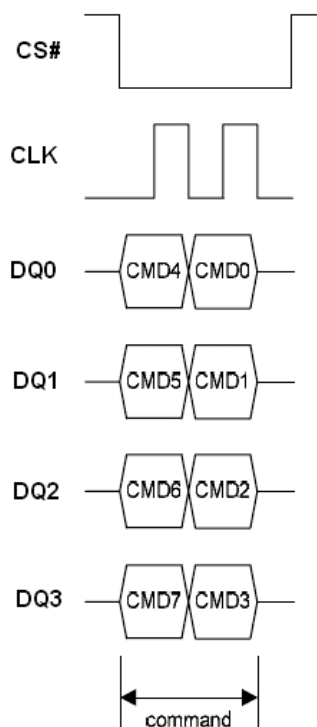 CS#
CLK
DQ0 CMD4 CMD0
DQ1 CMD5 CMD1
DQ2 CMD6 CMD2
DQ3 CMD7 CMD3
command